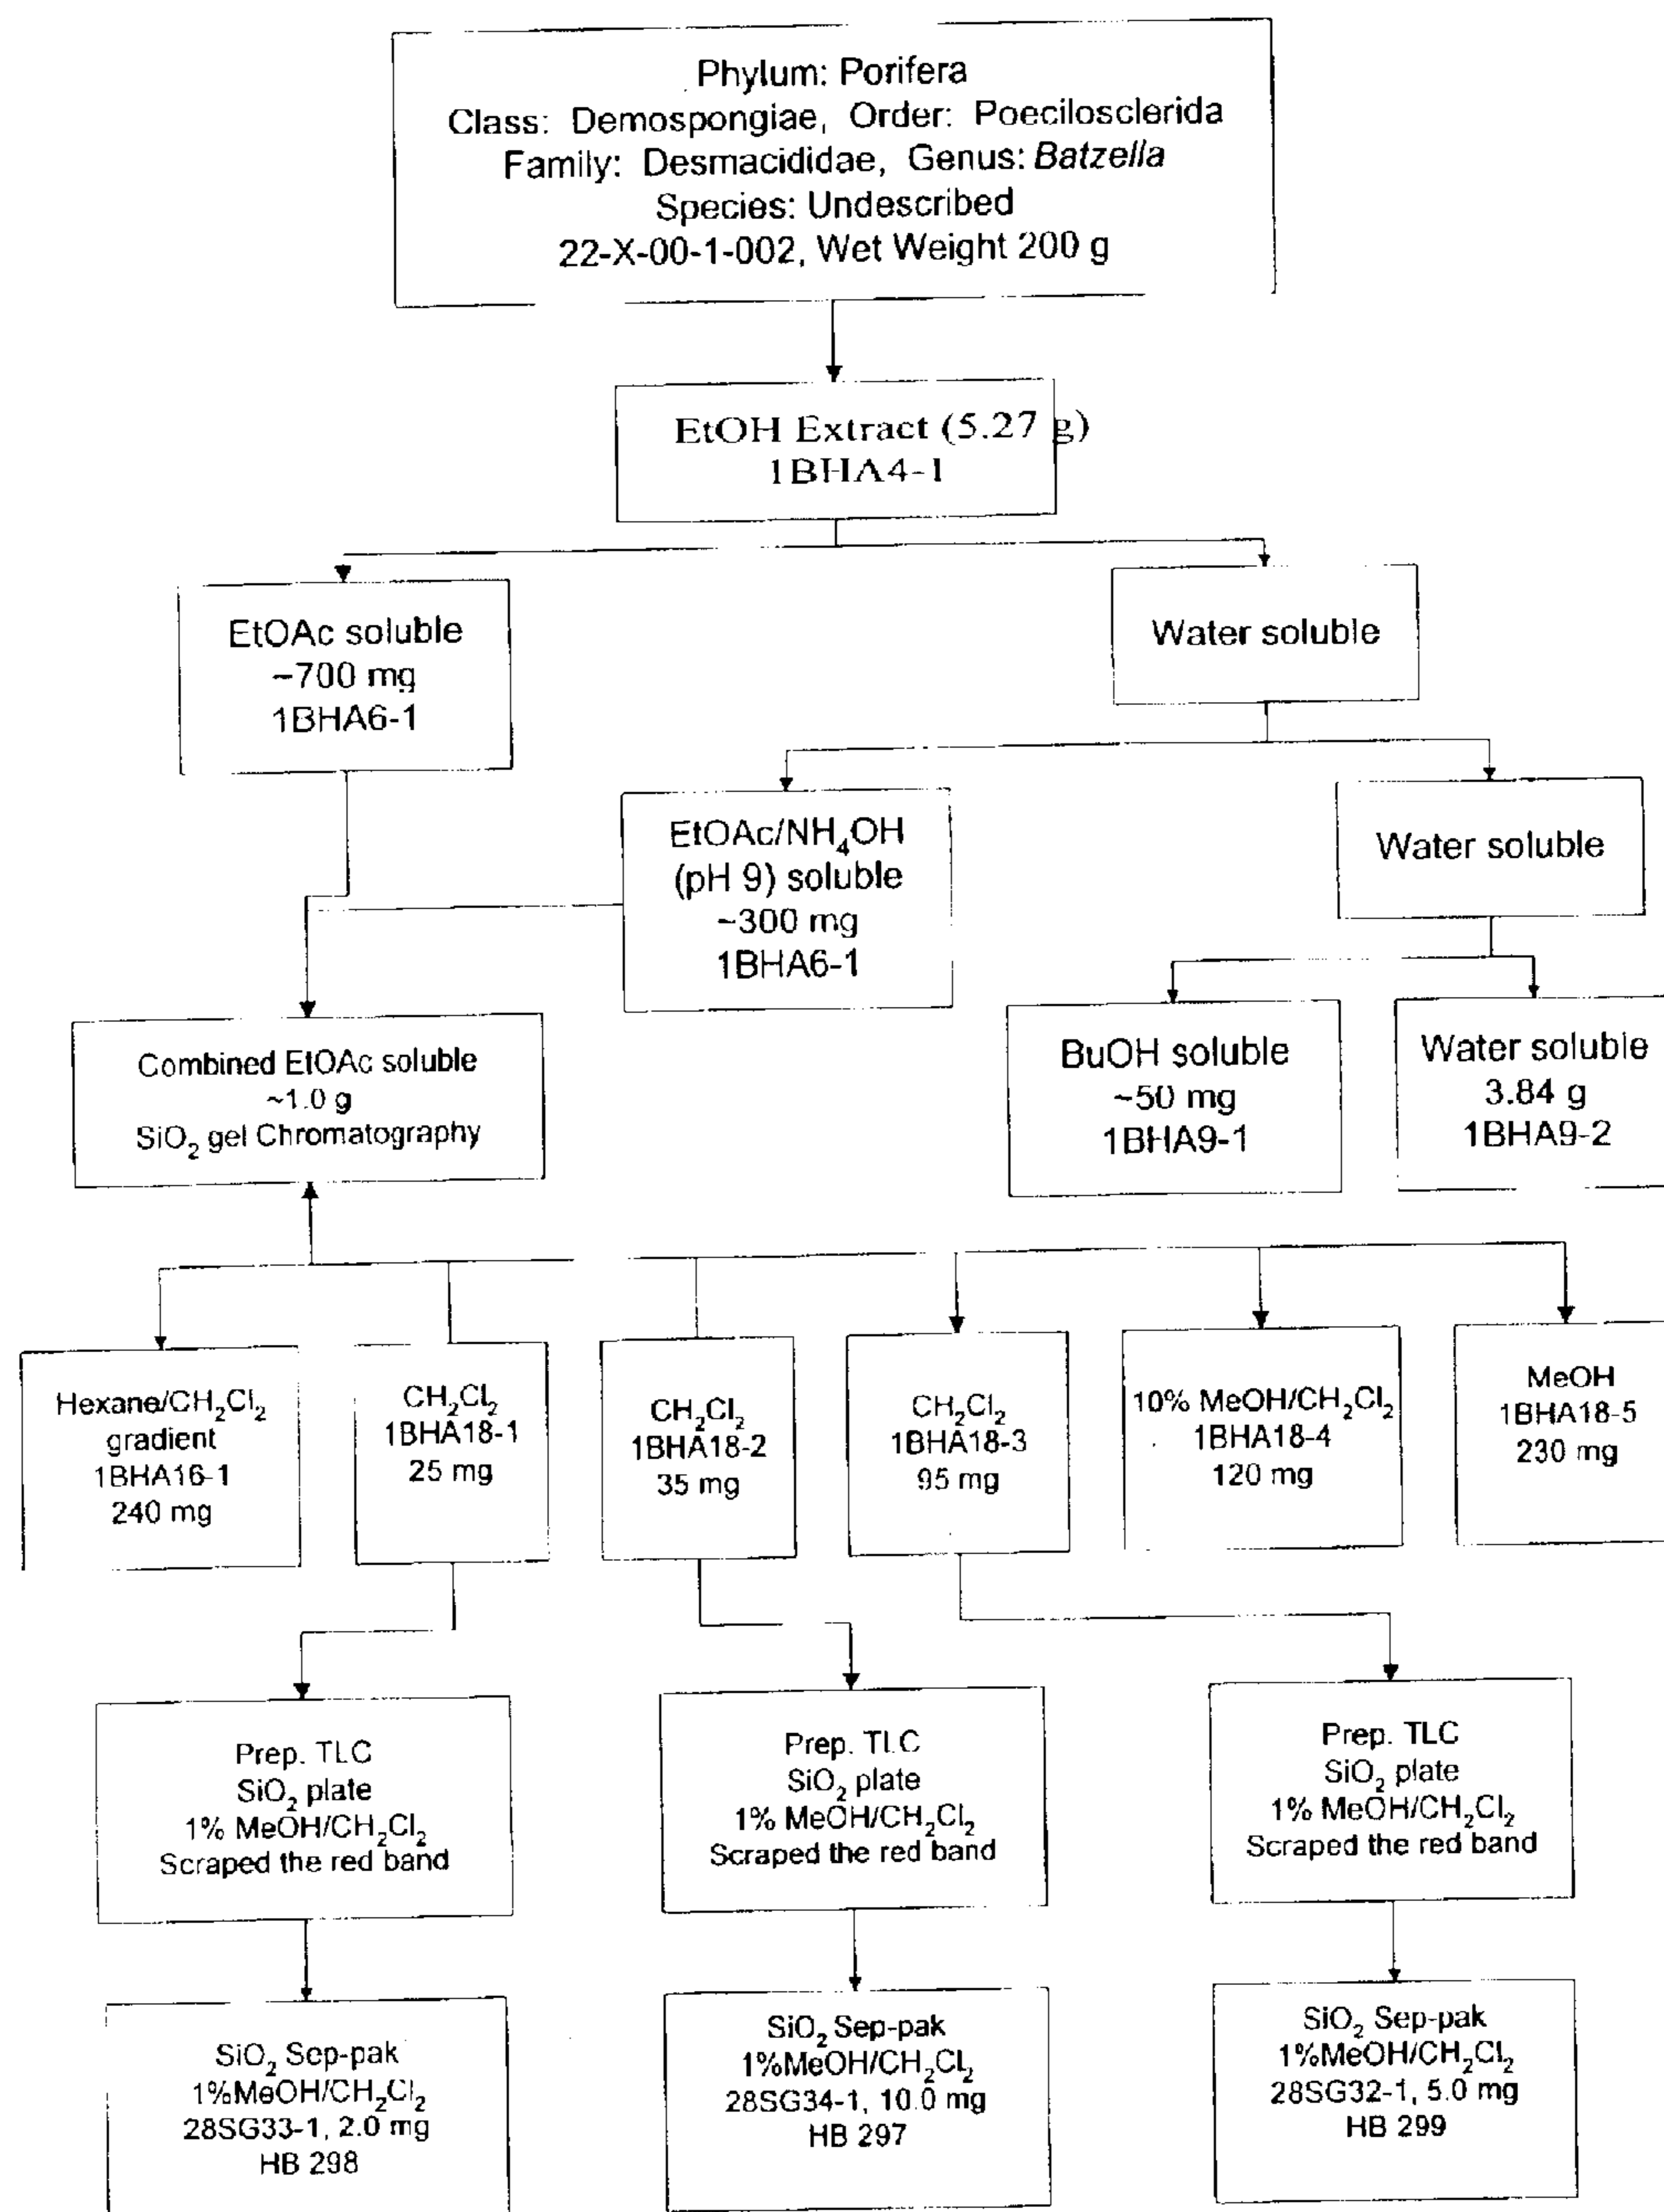 Phylum: Porifera
Class: Demospongiae, Order: Poecilosclerida
Family: Desmacididae, Genus: Batzella
Species: Undescribed
22-X-00-1-002, Wet Weight 200 g
EtOH Extract (5.27 g)
1BHA4-1
EtOAc soluble
~700 mg
1BHA6-1
Water soluble
EtOAc/NH₄OH
(pH 9) soluble
~300 mg
1BHA6-1
Water soluble
Combined EtOAc soluble
~1.0 g
SiO₂ gel Chromatography
BuOH soluble
~50 mg
1BHA9-1
Water soluble
3.84 g
1BHA9-2
Hexane/CH₂Cl₂
gradient
1BHA16-1
240 mg
CH₂Cl₂
1BHA18-1
25 mg
CH₂Cl₂
1BHA18-2
35 mg
CH₂Cl₂
1BHA18-3
95 mg
10% MeOH/CH₂Cl₂
1BHA18-4
120 mg
MeOH
1BHA18-5
230 mg
Prep. TLC
SiO₂ plate
1% MeOH/CH₂Cl₂
Scraped the red band
Prep. TLC
SiO₂ plate
1% MeOH/CH₂Cl₂
Scraped the red band
Prep. TLC
SiO₂ plate
1% MeOH/CH₂Cl₂
Scraped the red band
SiO₂ Sep-pak
1%MeOH/CH₂Cl₂
28SG33-1, 2.0 mg
HB 298
SiO₂ Sep-pak
1%MeOH/CH₂Cl₂
28SG34-1, 10.0 mg
HB 297
SiO₂ Sep-pak
1%MeOH/CH₂Cl₂
28SG32-1, 5.0 mg
HB 299